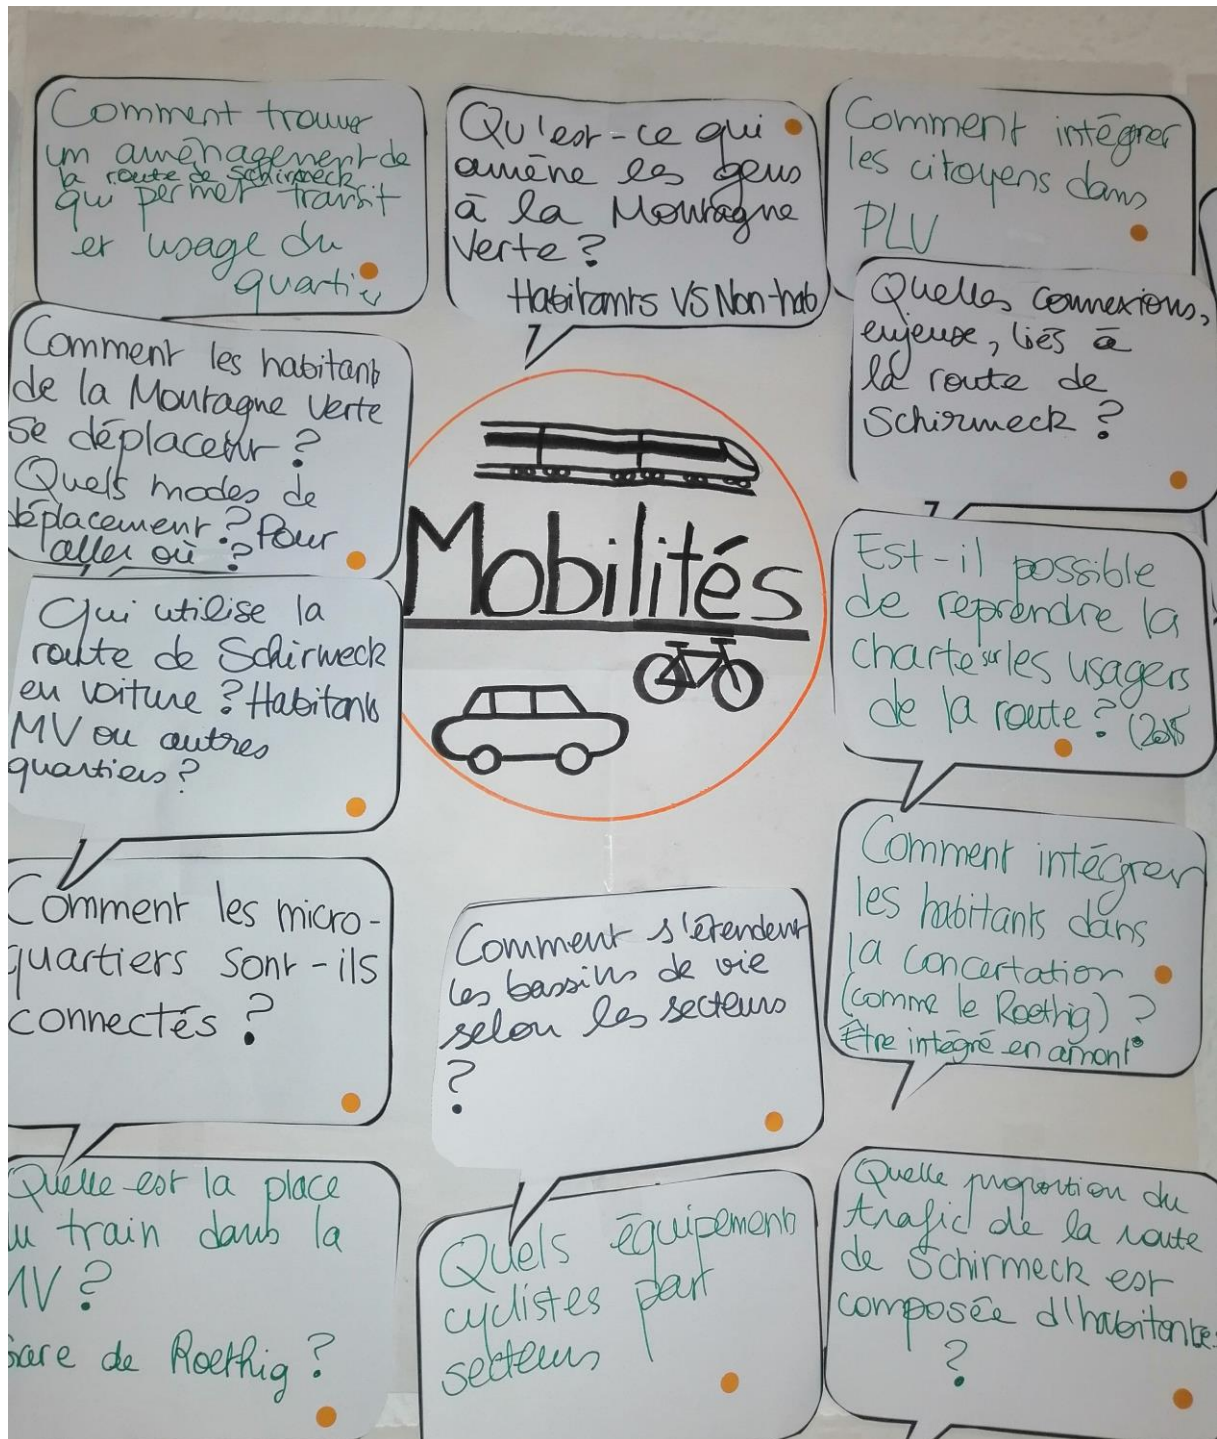 Comment trouver
un aménagement de
la route de Schirmeck
qui permet transit
et usage du
quartier
Qu'est-ce qui
amène les gens
à la Montagne
Verte ?
Habitants VS Non-hab
Comment intégrer
les citoyens dans
PLU
Quelles connexions,
enjeux, liés à
la route de
Schirmeck ?
Comment les habitants
de la Montagne Verte
se déplacent ?
Quels modes de
déplacement ? Pour
aller où ?
Mobilités
Est-il possible
de reprendre la
charte sur les usagers
de la route ? (2015
Qui utilise la
route de Schirmeck
en voiture ? Habitants
MV ou autres
quartiers ?
Comment intégrer
les habitants dans
la concertation
(comme le Roethig) ?
Être intégré en amont
Comment les micro-
quartiers sont-ils
connectés ?
Comment s'étendent
les bassins de vie
selon les secteurs
?
Quelle est la place
u train dans la
MV ?
Gare de Roethig ?
Quels équipements
cyclistes part
secteurs
Quelle proportion du
trafic de la route
de Schirmeck est
composée d'habitantes
?